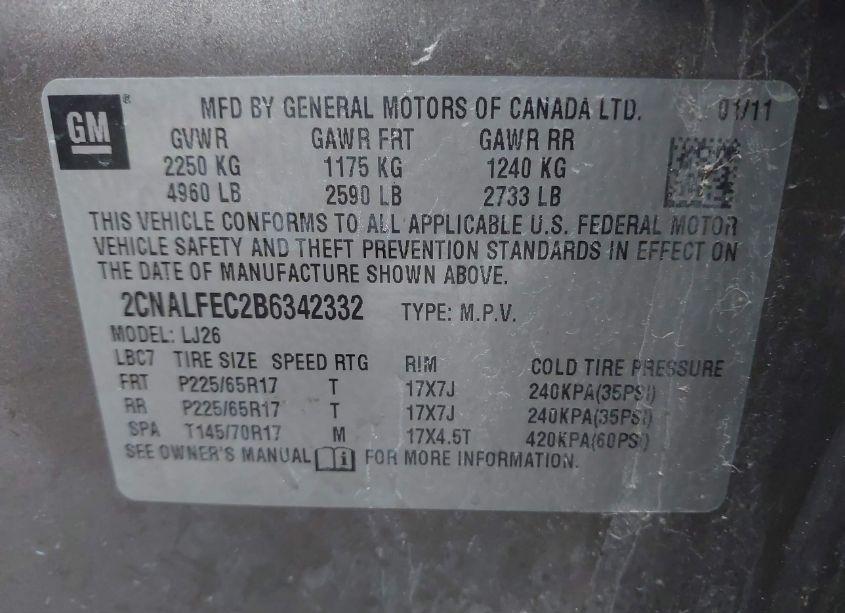 GM®
MFD BY GENERAL MOTORS OF CANADA LTD. 01/11
GVWR GAWR FRT GAWR RR
2250 KG 1175 KG 1240 KG
4960 LB 2590 LB 2733 LB
THIS VEHICLE CONFORMS TO ALL APPLICABLE U.S. FEDERAL MOTOR
VEHICLE SAFETY AND THEFT PREVENTION STANDARDS IN EFFECT ON
THE DATE OF MANUFACTURE SHOWN ABOVE.
2CNALFEC2B6342332 TYPE: M.P.V.
MODEL: LJ26
LBC7 TIRE SIZE SPEED RTG RIM COLD TIRE PRESSURE
FRT P225/65R17 T 17X7J 240KPA(35PSI)
RR P225/65R17 T 17X7J 240KPA(35PSI)
SPA T145/70R17 M 17X4.5T 420KPA(60PSI)
SEE OWNER'S MANUAL FOR MORE INFORMATION.